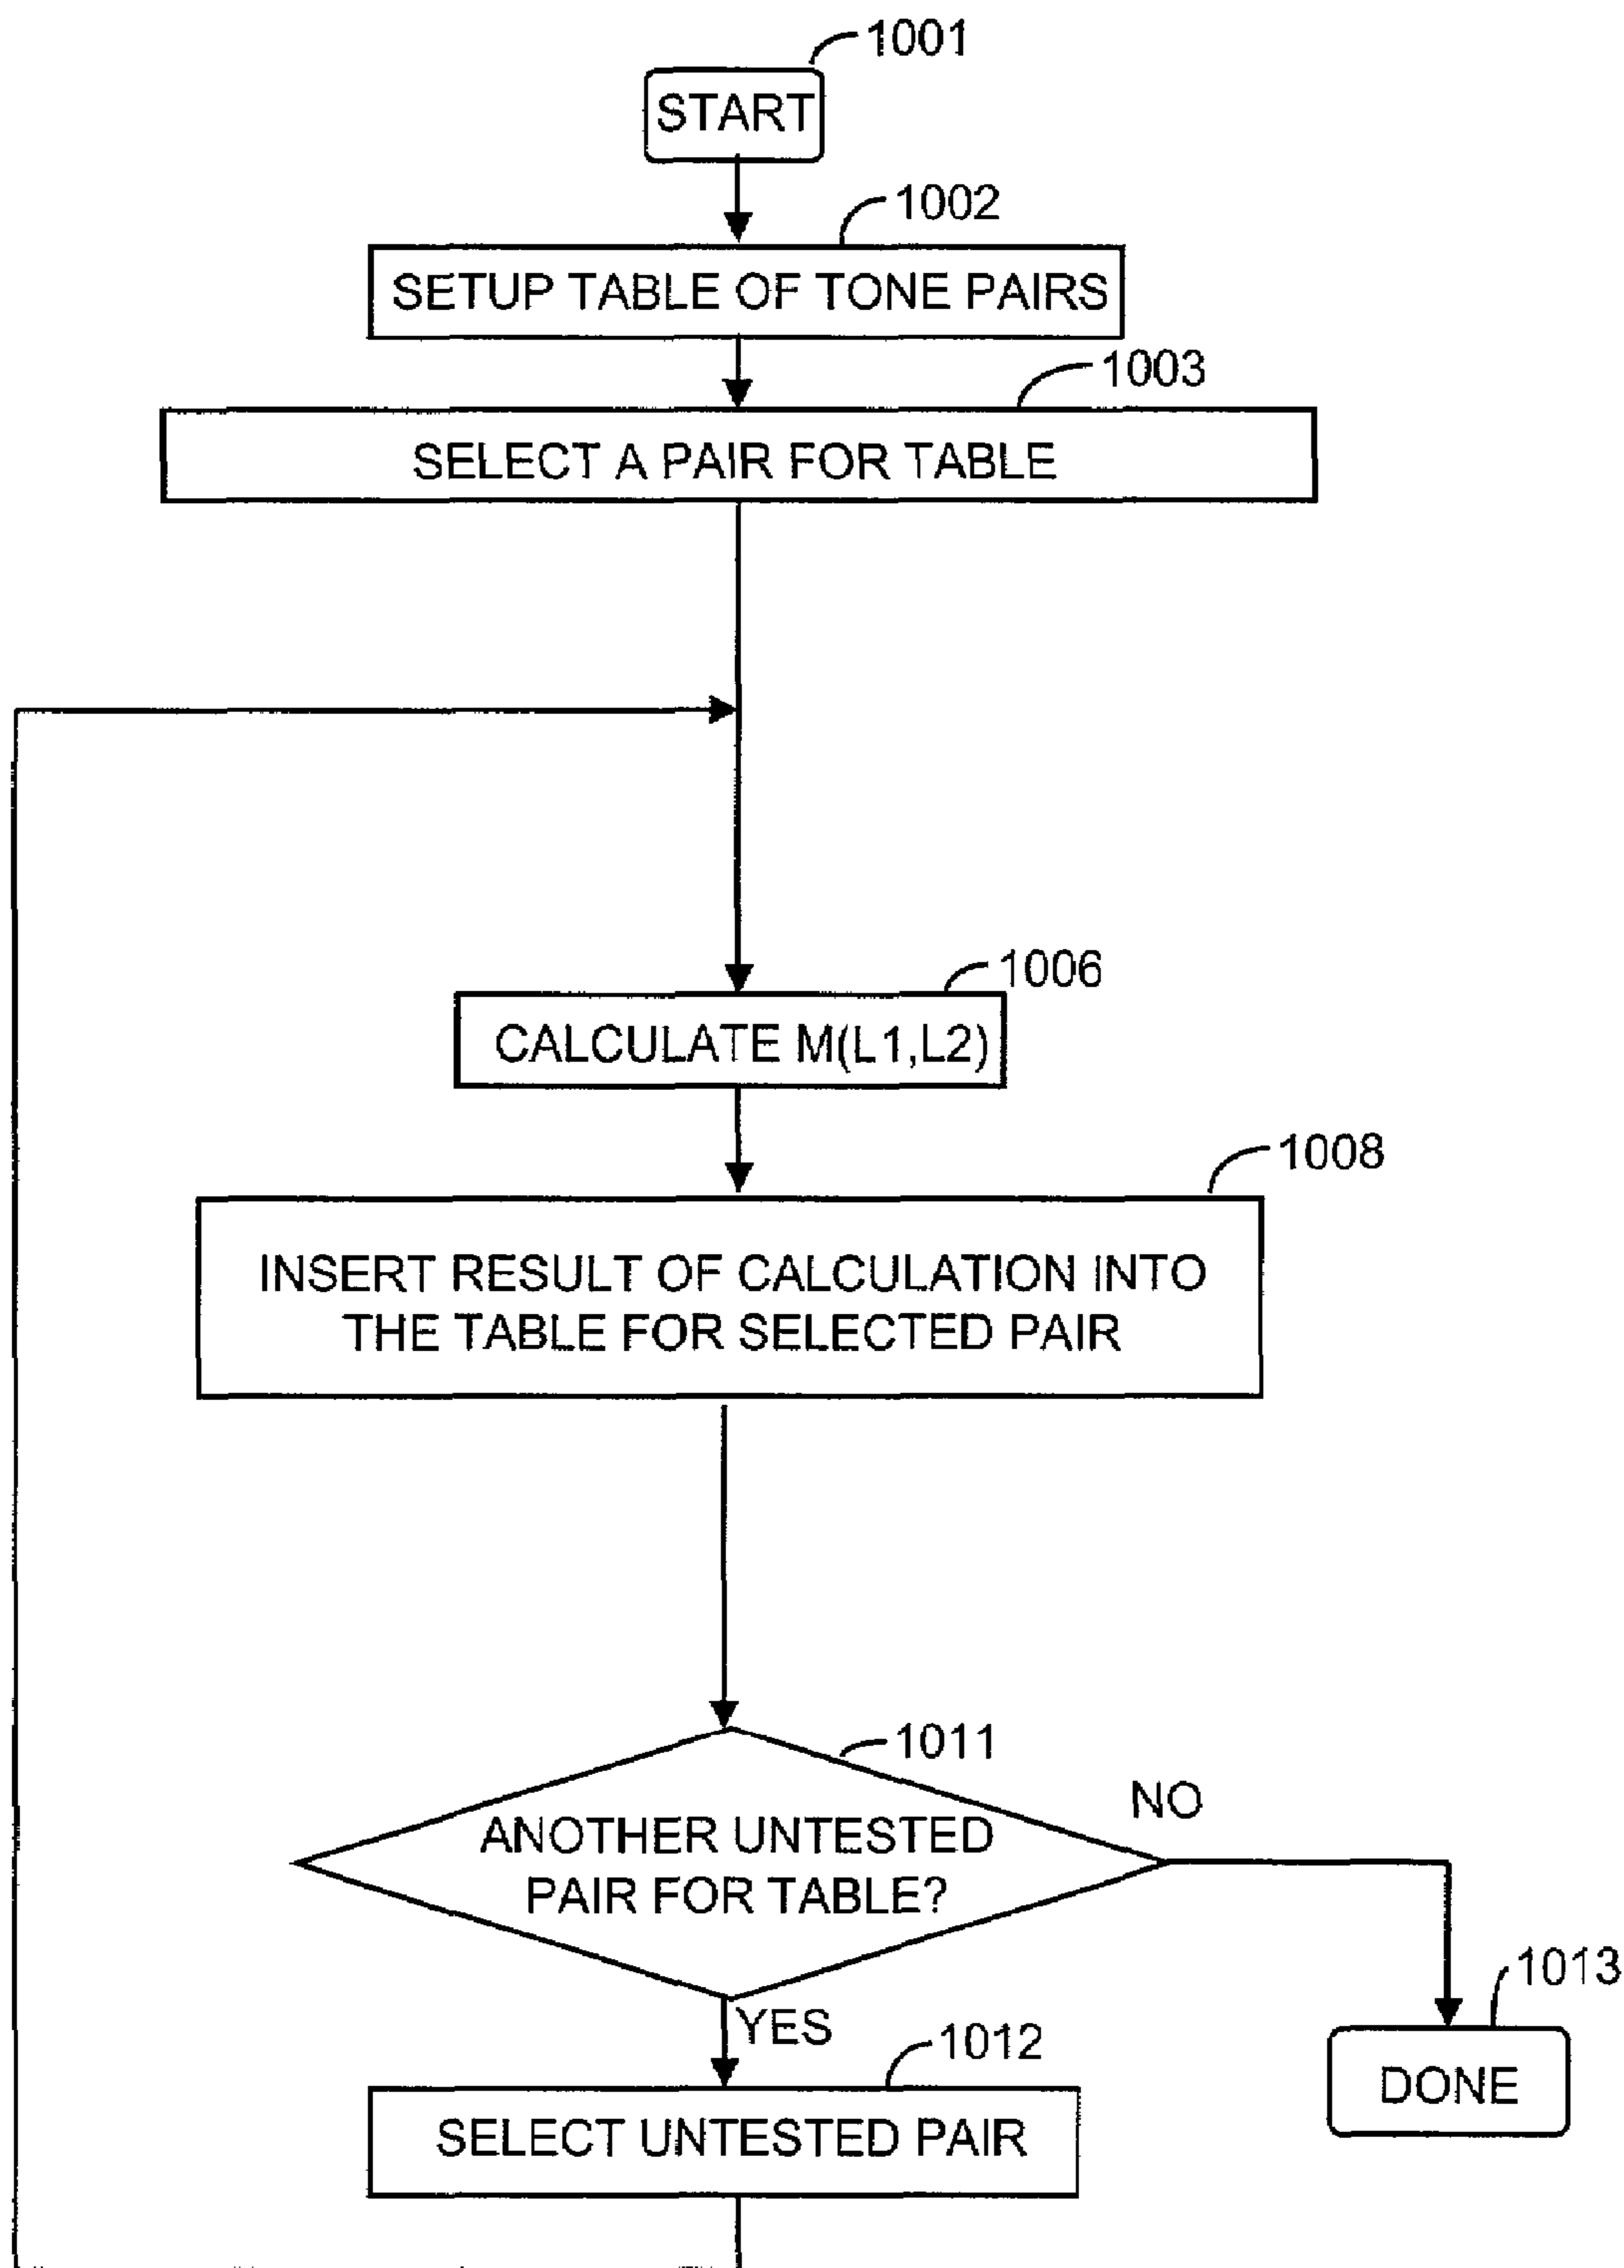 1001
START
1002
SETUP TABLE OF TONE PAIRS
1003
SELECT A PAIR FOR TABLE
1006
CALCULATE M(L1,L2)
1008
INSERT RESULT OF CALCULATION INTO
THE TABLE FOR SELECTED PAIR
1011
ANOTHER UNTESTED
PAIR FOR TABLE?
NO
YES
1012
SELECT UNTESTED PAIR
1013
DONE